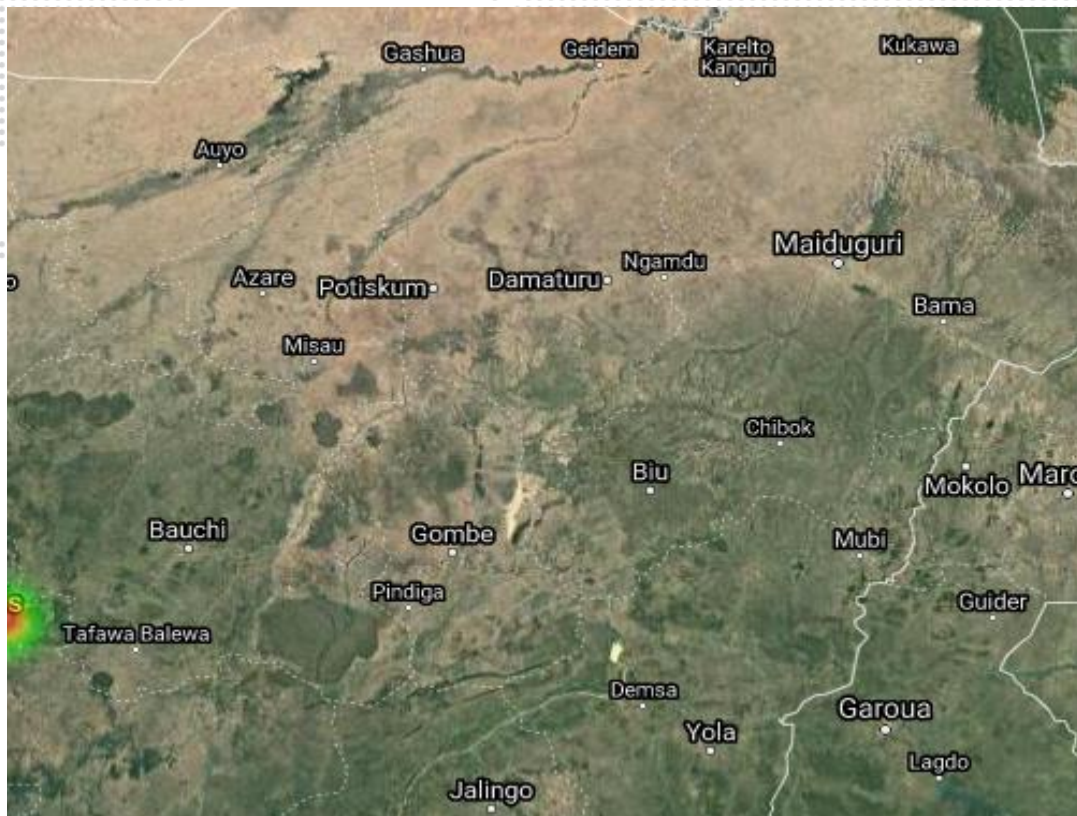 Gashua
Geidem
Karelto
Kanguri
Kukawa
Auyo
Maiduguri
Azare
Potiskum
Damaturu
Ngamdu
Bama
Misau
Chibok
Biu
Mokolo
Bauchi
Gombe
Mubi
Pindiga
Guider
Tafawa Balewa
Demsa
Garoua
Yola
Lagdo
Jalingo